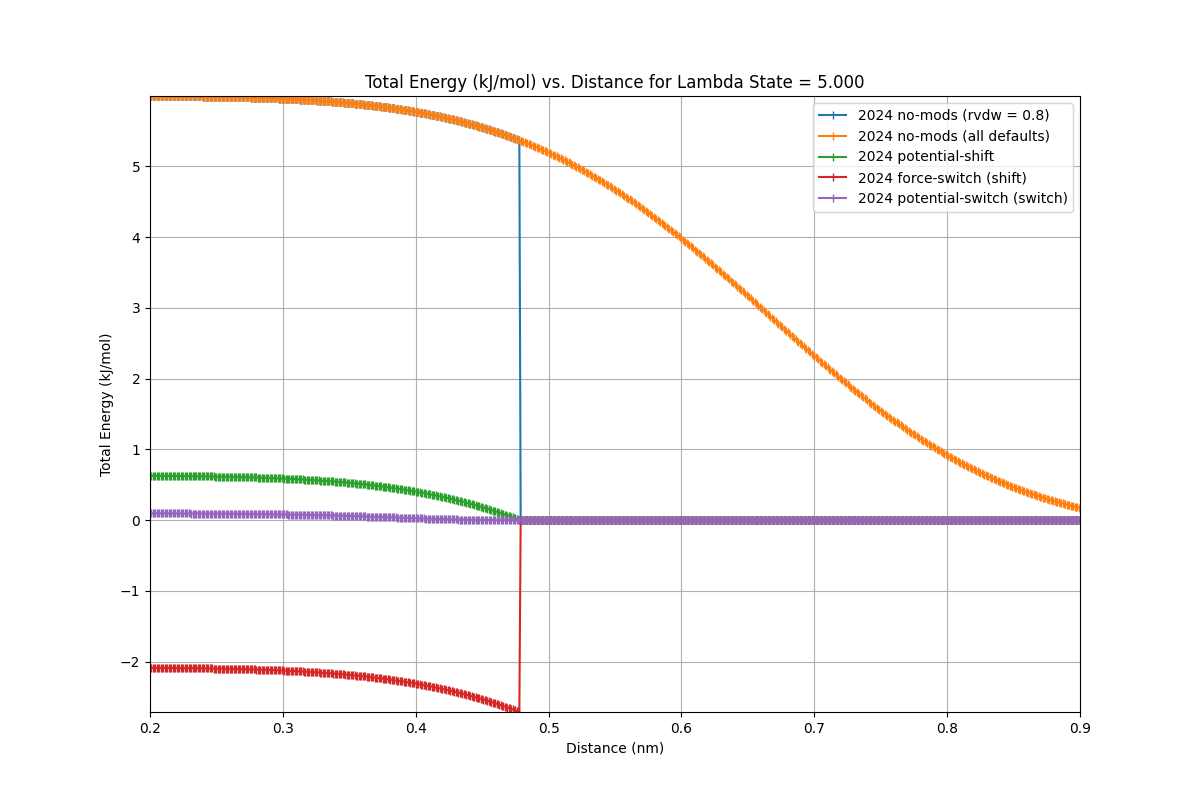 Total Energy (kJ/mol) vs. Distance for Lambda State = 5.000
2024 no-mods (rvdw = 0.8)
2024 no-mods (all defaults)
2024 potential-shift
2024 force-switch (shift)
2024 potential-switch (switch)
Total Energy (kJ/mol)
5
4
3
2
1
0
−1
−2
0.2 0.3 0.4 0.5 0.6 0.7 0.8 0.9
Distance (nm)